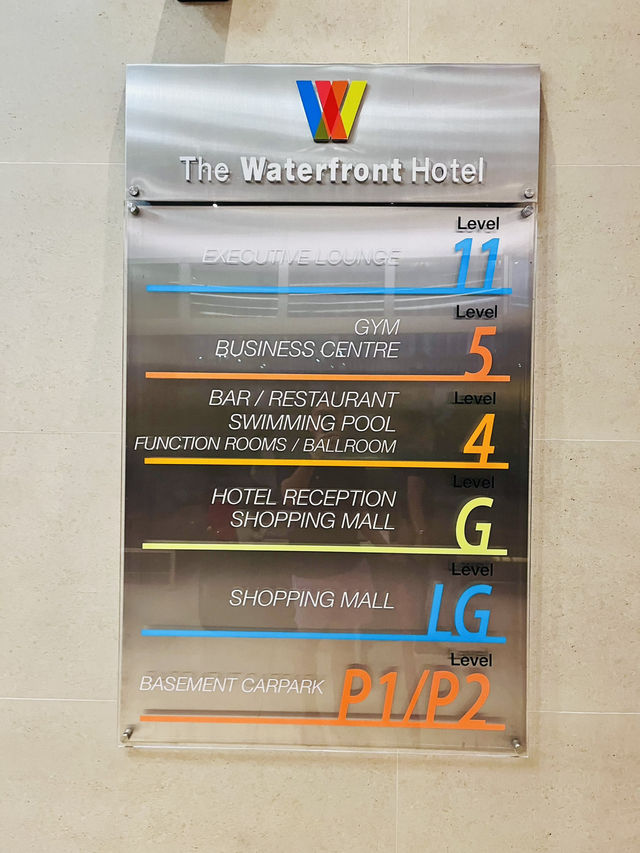 The Waterfront Hotel
Level
EXECUTIVE LOUNGE 11
Level
GYM
BUSINESS CENTRE 5
Level
BAR / RESTAURANT
SWIMMING POOL 4
FUNCTION ROOMS / BALLROOM
Level
HOTEL RECEPTION
SHOPPING MALL G
Level
SHOPPING MALL LG
Level
BASEMENT CARPARK P1/P2